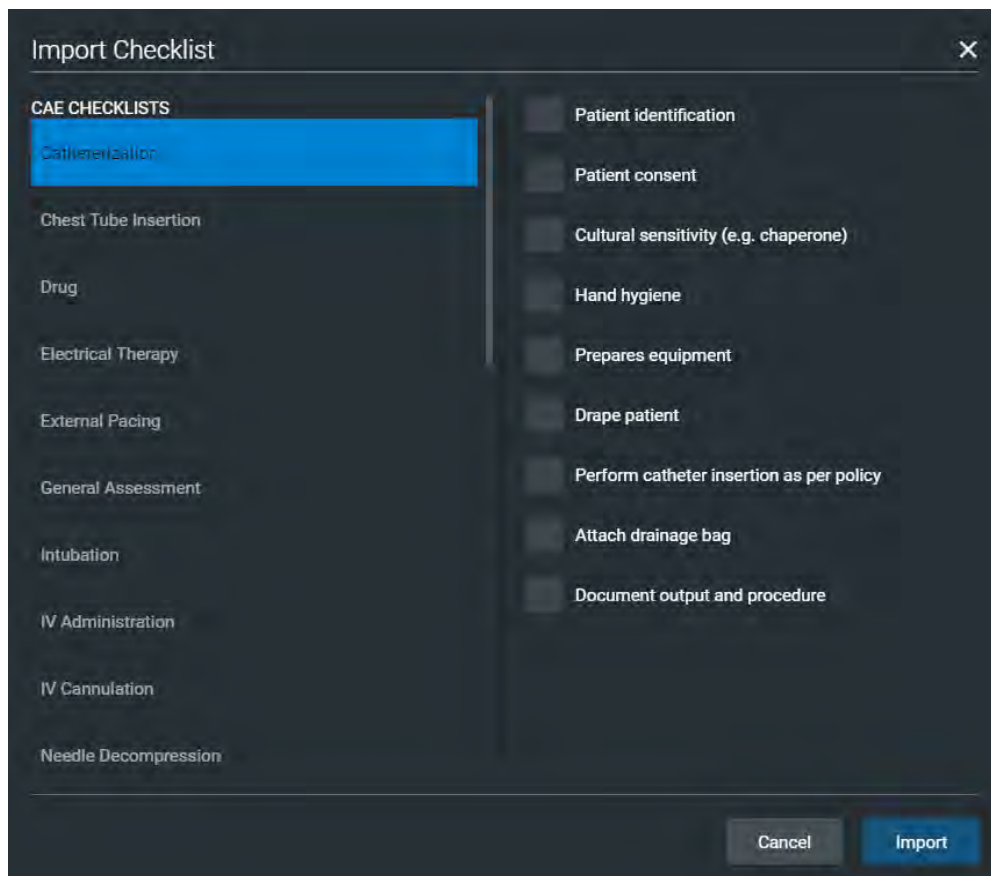 Import Checklist
CAE CHECKLISTS
Catheterization
Chest Tube Insertion
Drug
Electrical Therapy
External Pacing
General Assessment
Intubation
IV Administration
IV Cannulation
Needle Decompression
Patient identification
Patient consent
Cultural sensitivity (e.g. chaperone)
Hand hygiene
Prepares equipment
Drape patient
Perform catheter insertion as per policy
Attach drainage bag
Document output and procedure
Cancel
Import